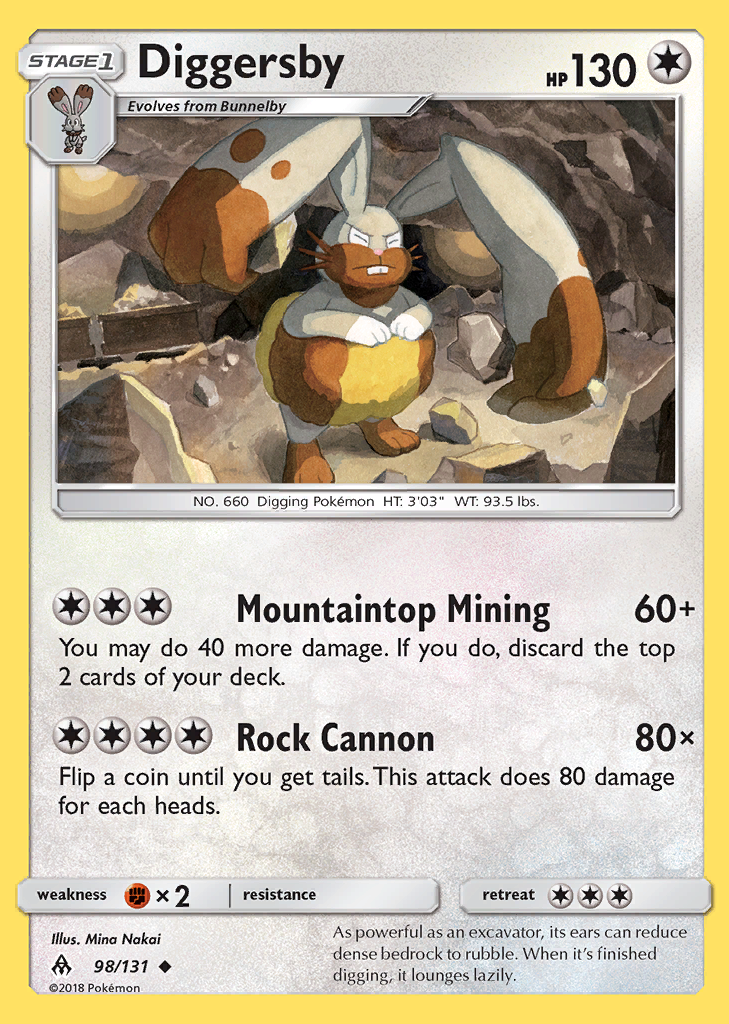 STAGE1
Diggersby
HP 130
Evolves from Bunnelby
NO. 660 Digging Pokémon HT: 3'03" WT: 93.5 lbs.
Mountaintop Mining 60+
You may do 40 more damage. If you do, discard the top
2 cards of your deck.
Rock Cannon 80×
Flip a coin until you get tails. This attack does 80 damage
for each heads.
weakness ×2 resistance retreat
Illus. Mina Nakai
98/131
©2018 Pokémon
As powerful as an excavator, its ears can reduce
dense bedrock to rubble. When it's finished
digging, it lounges lazily.